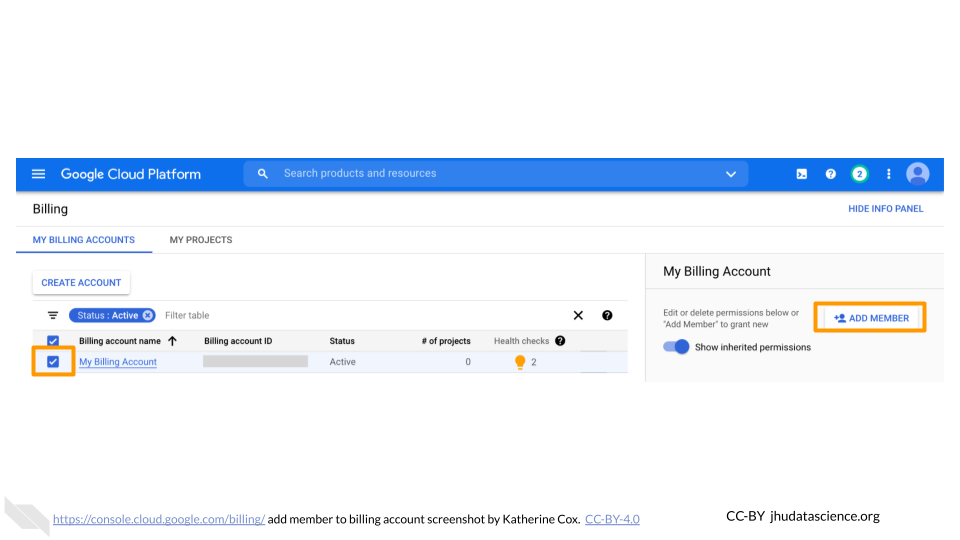 Google Cloud Platform
Search products and resources
2
Billing
HIDE INFO PANEL
MY BILLING ACCOUNTS MY PROJECTS
CREATE ACCOUNT
Status : Active Filter table
Billing account name Billing account ID Status # of projects Health checks
My Billing Account Active 0 2
My Billing Account
Edit or delete permissions below or
"Add Member" to grant new
ADD MEMBER
Show inherited permissions
https://console.cloud.google.com/billing/ add member to billing account screenshot by Katherine Cox. CC-BY-4.0
CC-BY jhudatascience.org